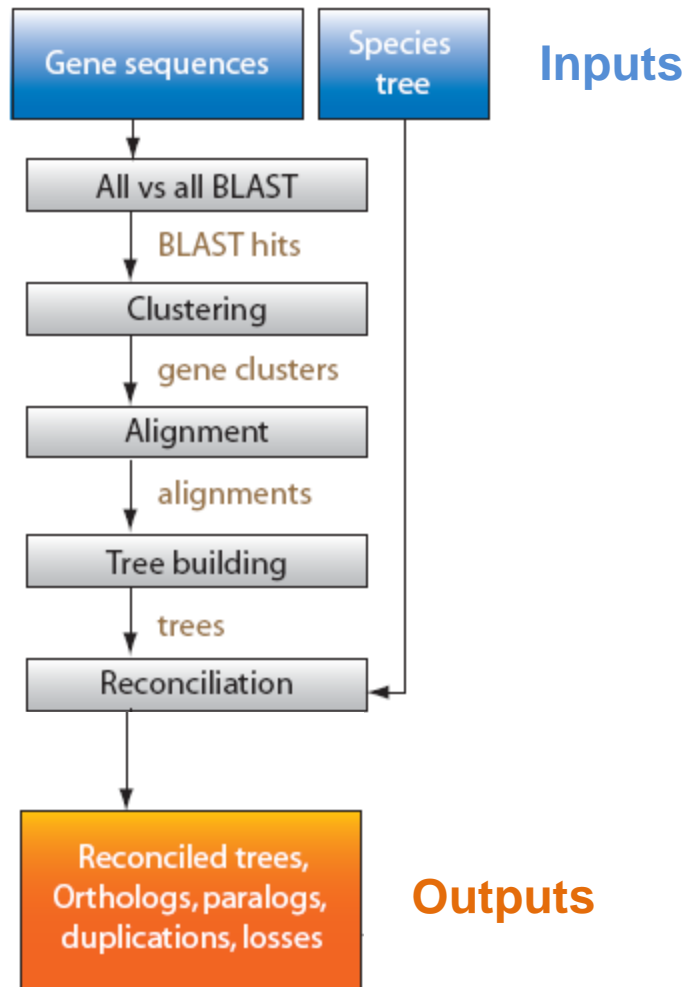 Gene sequences
Species
tree
Inputs
All vs all BLAST
BLAST hits
Clustering
gene clusters
Alignment
alignments
Tree building
trees
Reconciliation
Reconciled trees,
Orthologs, paralogs,
duplications, losses
Outputs